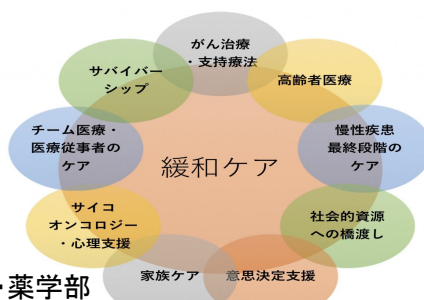 がん治療
・支持療法
サバイバー
シップ
高齢者医療
チーム医療・
医療従事者の
ケア
慢性疾患
最終段階の
ケア
緩和ケア
サイコ
オンコロジー
・心理支援
社会的資源
への橋渡し
家族ケア
意思決定支援
・薬学部